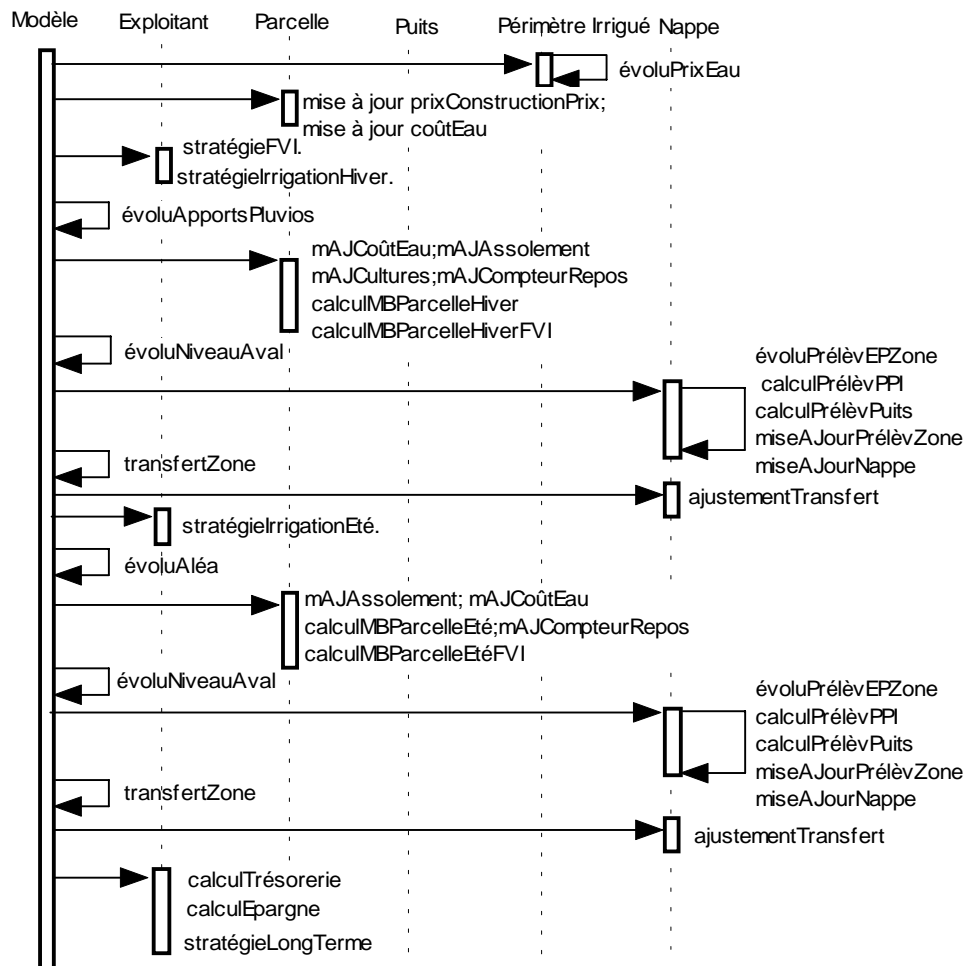 Modèle Exploitant Parcelle Puits Périmètre Irrigué Nappe
évoluPrixEau
mise à jour prixConstructionPrix;
mise à jour coûtEau
stratégieFVI.
stratégieIrrigationHiver.
évoluApportsPluvios
mAJCoûtEau;mAJAssolement
mAJCultures;mAJCompteurRepos
calculMBParcelleHiver
calculMBParcelleHiverFVI
évoluNiveauAval
évoluPrélèvEPZone
calculPrélèvPPI
calculPrélèvPuits
miseAJourPrélèvZone
miseAJourNappe
transfertZone
ajustementTransfert
stratégieIrrigationEté.
évoluAléa
mAJAssolement; mAJCoûtEau
calculMBParcelleEté;mAJCompteurRepos
calculMBParcelleEtéFVI
évoluNiveauAval
évoluPrélèvEPZone
calculPrélèvPPI
calculPrélèvPuits
miseAJourPrélèvZone
miseAJourNappe
transfertZone
ajustementTransfert
calculTrésorerie
calculEpargne
stratégieLongTerme